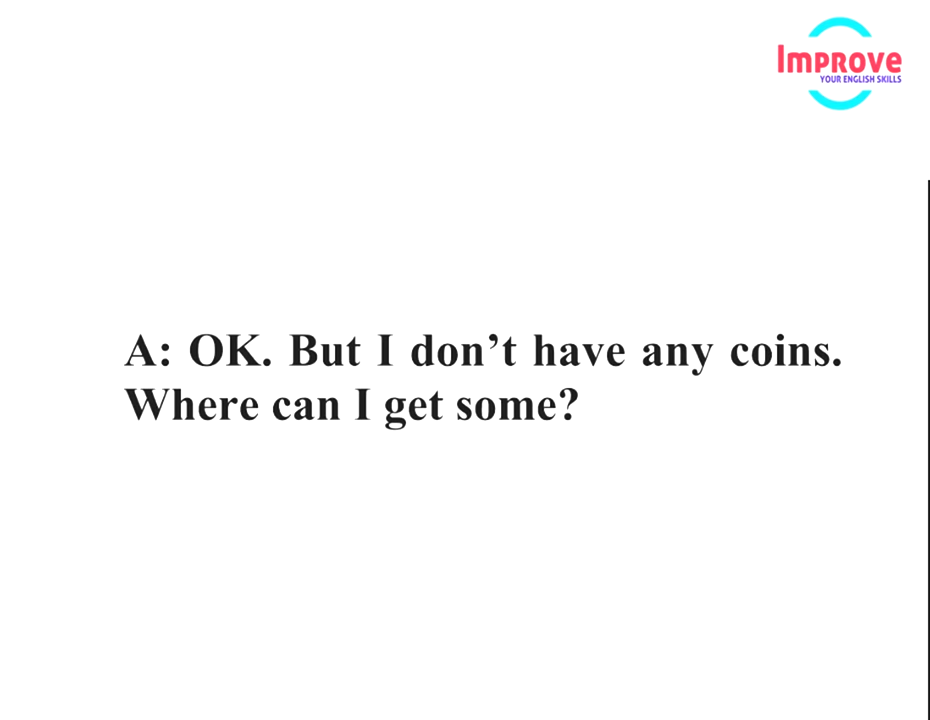 Improve
YOUR ENGLISH SKILLS
A: OK. But I don’t have any coins.
Where can I get some?